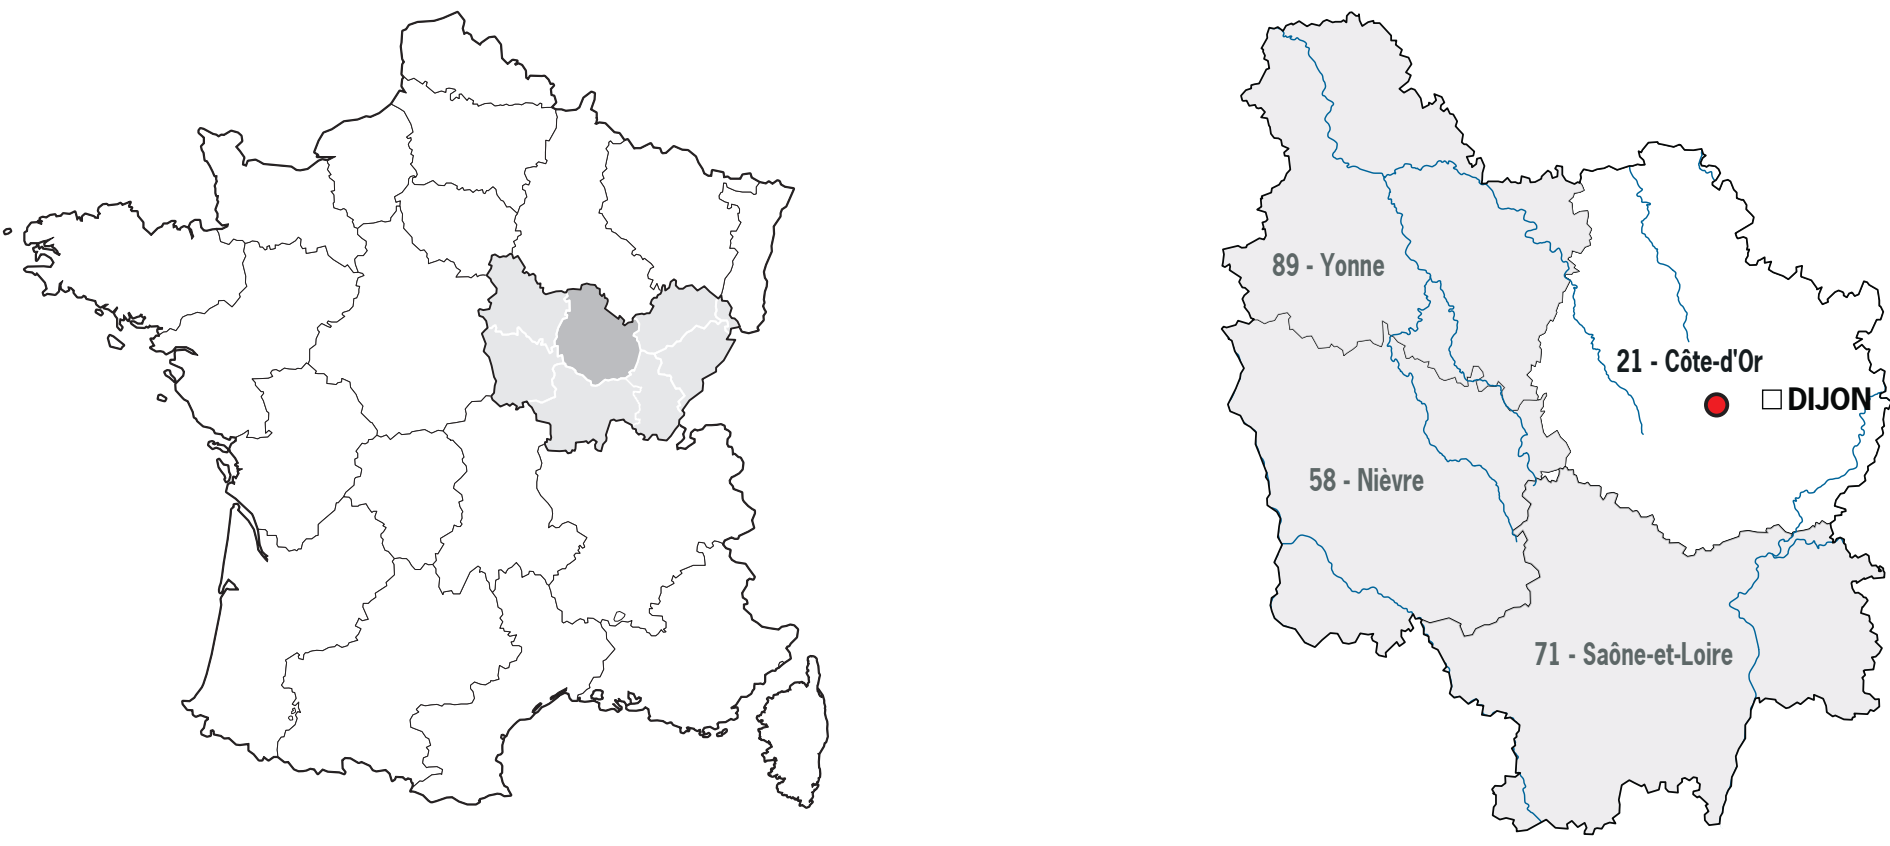 89 - Yonne
21 - Côte-d'Or
DIJON
58 - Nièvre
71 - Saône-et-Loire